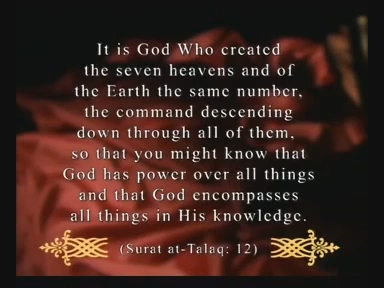 It is God Who created
the seven heavens and of
the Earth the same number,
the command descending
down through all of them,
so that you might know that
God has power over all things
and that God encompasses
all things in His knowledge.
(Surat at-Talaq: 12)